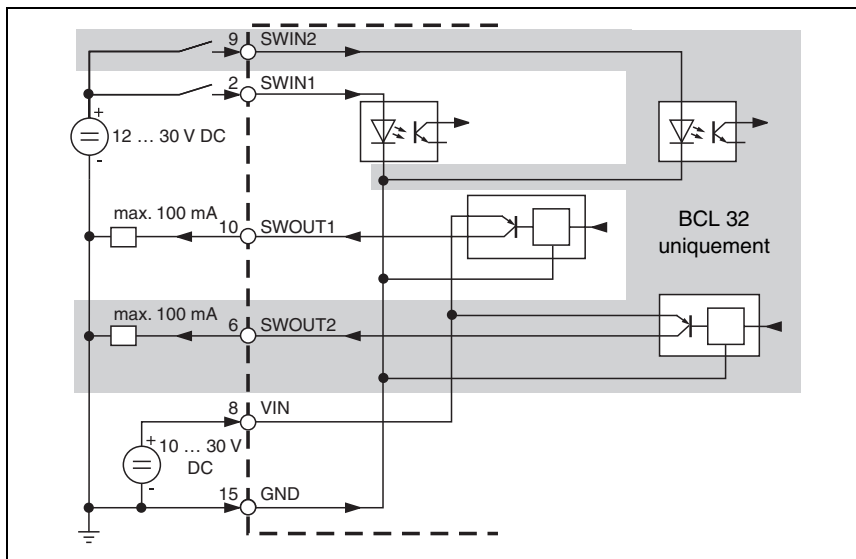 9 SWIN2
2 SWIN1
+
12 ... 30 V DC
-
max. 100 mA
10 SWOUT1
BCL 32
uniquement
max. 100 mA
6 SWOUT2
8 VIN
+
10 ... 30 V
DC
-
15 GND